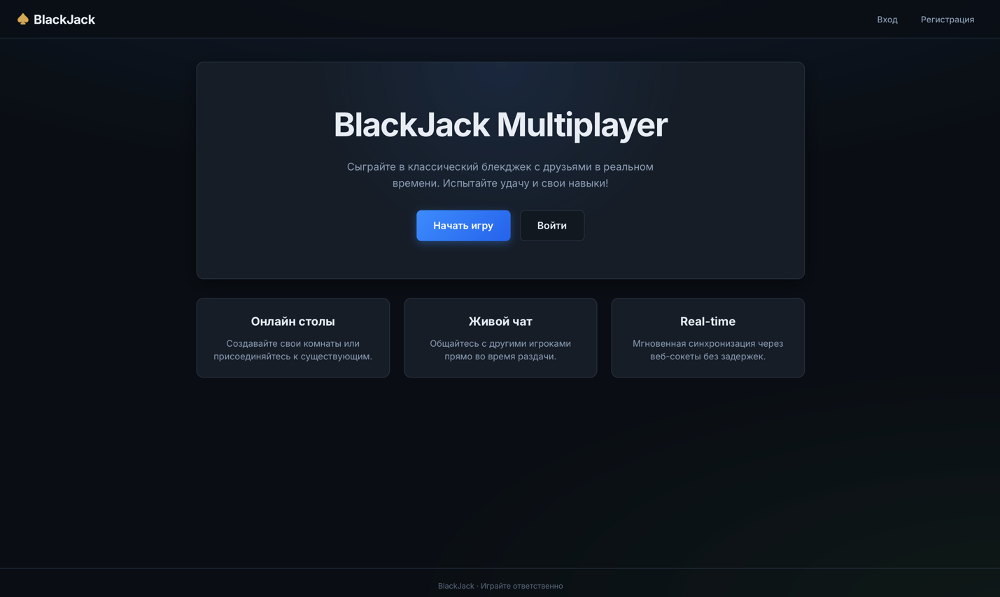 BlackJack
Вход
Регистрация
BlackJack Multiplayer
Сыграйте в классический блекджек с друзьями в реальном
времени. Испытайте удачу и свои навыки!
Начать игру
Войти
Онлайн столы
Создавайте свои комнаты или
присоединяйтесь к существующим.
Живой чат
Общайтесь с другими игроками
прямо во время раздачи.
Real-time
Мгновенная синхронизация через
веб-сокеты без задержек.
BlackJack · Играйте ответственно